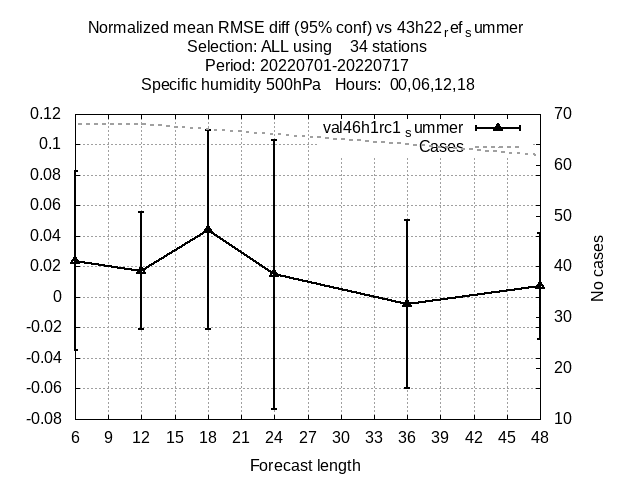 Normalized mean RMSE diff (95% conf) vs 43h22refsummer
Selection: ALL using 34 stations
Period: 20220701-20220717
Specific humidity 500hPa Hours: 00,06,12,18
0.12
0.1
0.08
0.06
0.04
0.02
0
-0.02
-0.04
-0.06
-0.08
val46h1rc1summer
Cases
70
60
50
40
30
20
10
No cases
6 9 12 15 18 21 24 27 30 33 36 39 42 45 48
Forecast length